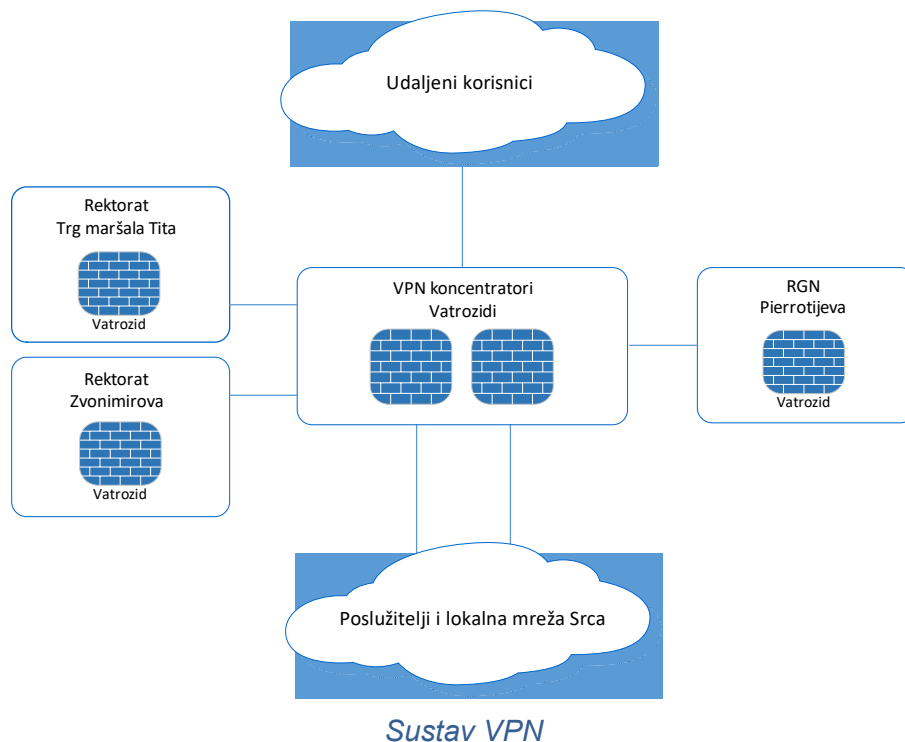 Udaljeni korisnici
Rektorat
Trg maršala Tita
Vatrozid
VPN koncentratori
Vatrozidi
RGN
Pierrotijeva
Vatrozid
Rektorat
Zvonimirova
Vatrozid
Poslužitelji i lokalna mreža Srca
Sustav VPN